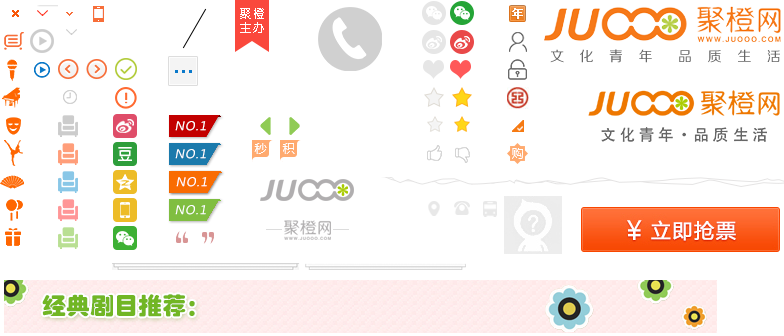 聚橙
主办
年
JUOOO 聚橙网
WWW.JUOOO.COM
文化青年 品质生活
聚
聚
JUOOO 聚橙网
文化青年·品质生活
NO.1
豆
NO.1
秒 积
购
NO.1
JUOOO
NO.1
聚橙网
WWW.JUOOO.COM
?
¥ 立即抢票
经典剧目推荐: